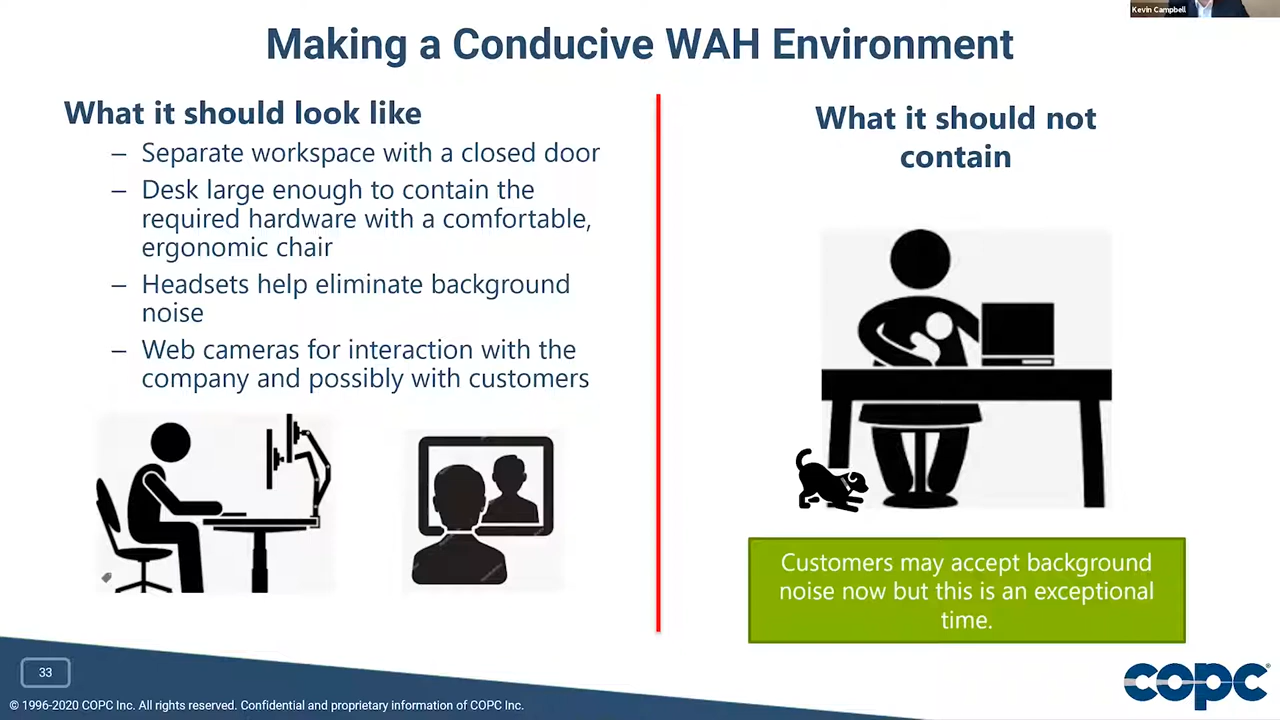 Kevin Campbell
Making a Conducive WAH Environment
What it should look like
– Separate workspace with a closed door
– Desk large enough to contain the
required hardware with a comfortable,
ergonomic chair
– Headsets help eliminate background
noise
– Web cameras for interaction with the
company and possibly with customers
What it should not
contain
Customers may accept background
noise now but this is an exceptional
time.
33
© 1996-2020 COPC Inc. All rights reserved. Confidential and proprietary information of COPC Inc.
copc®